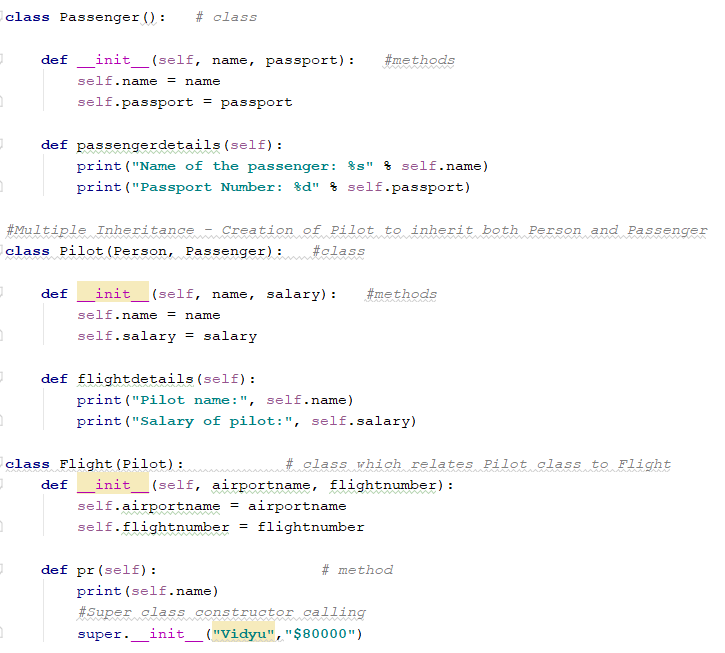 class Passenger():   # class
def __init__(self, name, passport):   #methods
self.name = name
self.passport = passport
def passengerdetails(self):
print("Name of the passenger: %s" % self.name)
print("Passport Number: %d" % self.passport)
#Multiple Inheritance - Creation of Pilot to inherit both Person and Passenger
class Pilot(Person, Passenger):   #class
def __init__(self, name, salary):   #methods
self.name = name
self.salary = salary
def flightdetails(self):
print("Pilot name:", self.name)
print("Salary of pilot:", self.salary)
class Flight(Pilot):           # class which relates Pilot class to Flight
def __init__(self, airportname, flightnumber):
self.airportname = airportname
self.flightnumber = flightnumber
def pr(self):                  # method
print(self.name)
#Super class constructor calling
super.__init__("Vidyu","$80000")